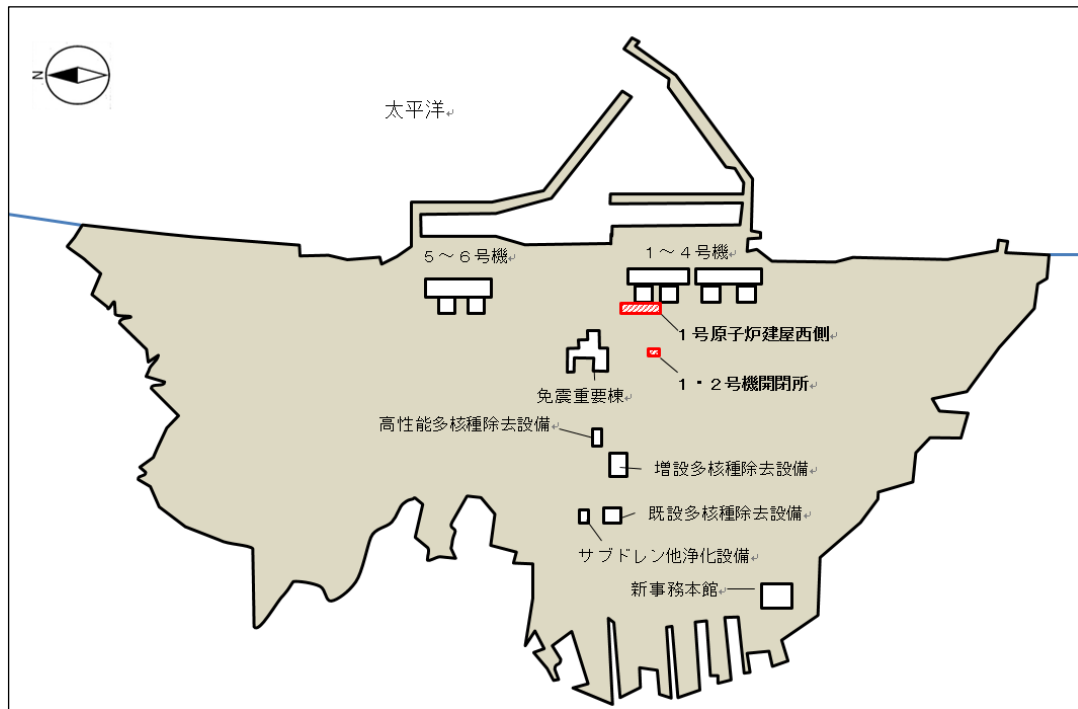 N
太平洋
5~6号機
1~4号機
1号原子炉建屋西側
1・2号機開閉所
免震重要棟
高性能多核種除去設備
増設多核種除去設備
既設多核種除去設備
サブドレン他浄化設備
新事務本館